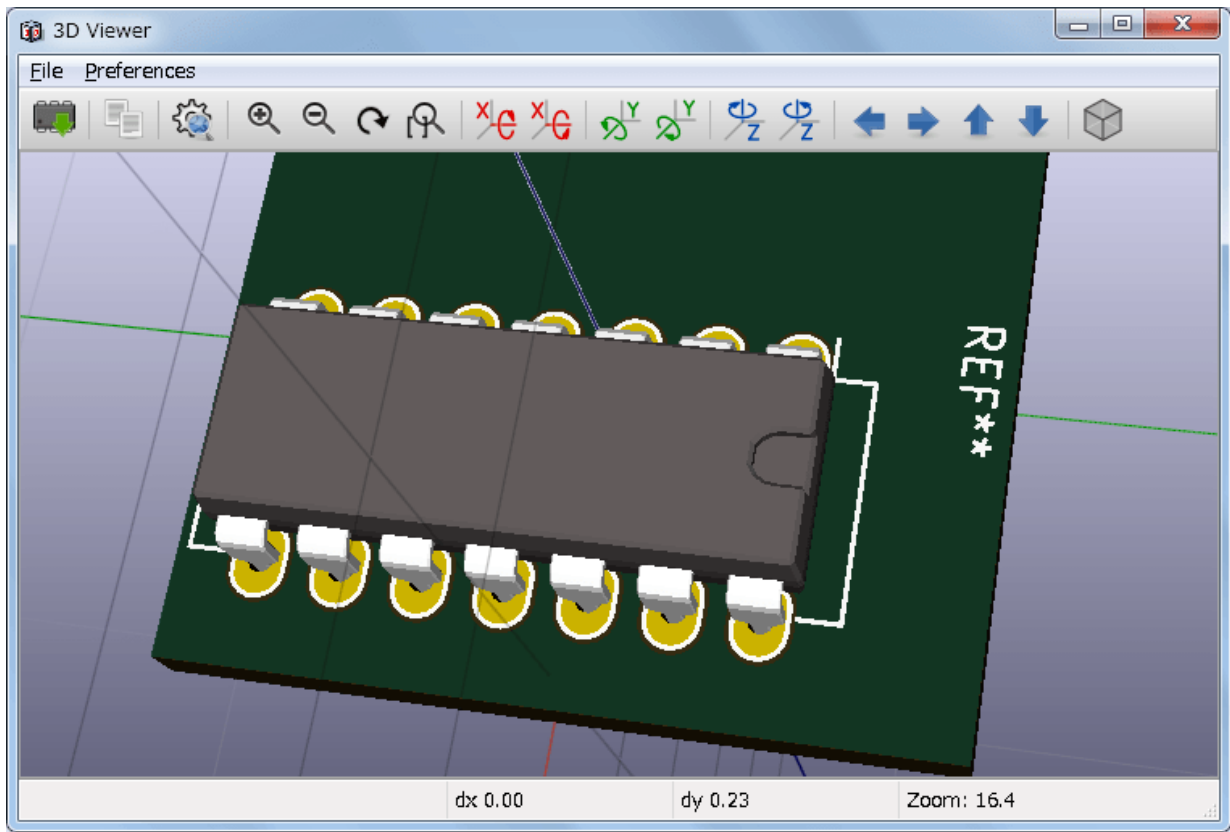 3D Viewer
File Preferences
X X Y Y Z Z
REF**
dx 0.00 dy 0.23 Zoom: 16.4